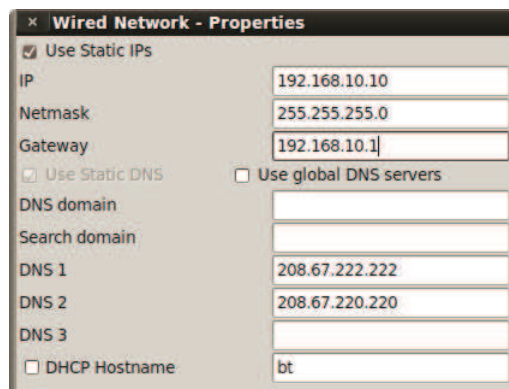 × Wired Network - Properties
Use Static IPs
IP 192.168.10.10
Netmask 255.255.255.0
Gateway 192.168.10.1
Use Static DNS Use global DNS servers
DNS domain
Search domain
DNS 1 208.67.222.222
DNS 2 208.67.220.220
DNS 3
DHCP Hostname bt